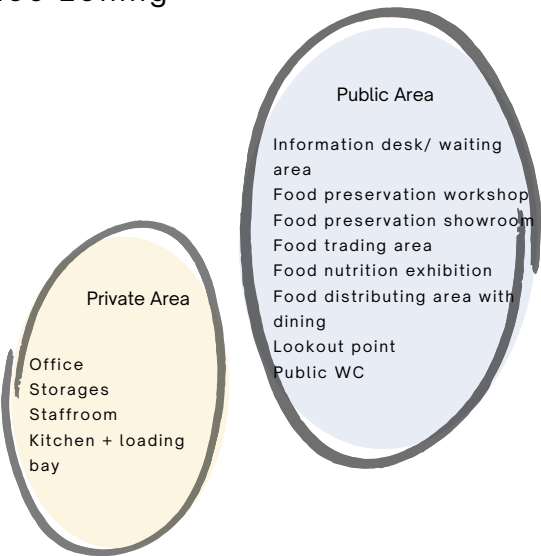 Public Area
Information desk/ waiting
area
Food preservation workshop
Food preservation showroom
Food trading area
Food nutrition exhibition
Food distributing area with
dining
Lookout point
Public WC
Private Area
Office
Storages
Staffroom
Kitchen + loading
bay